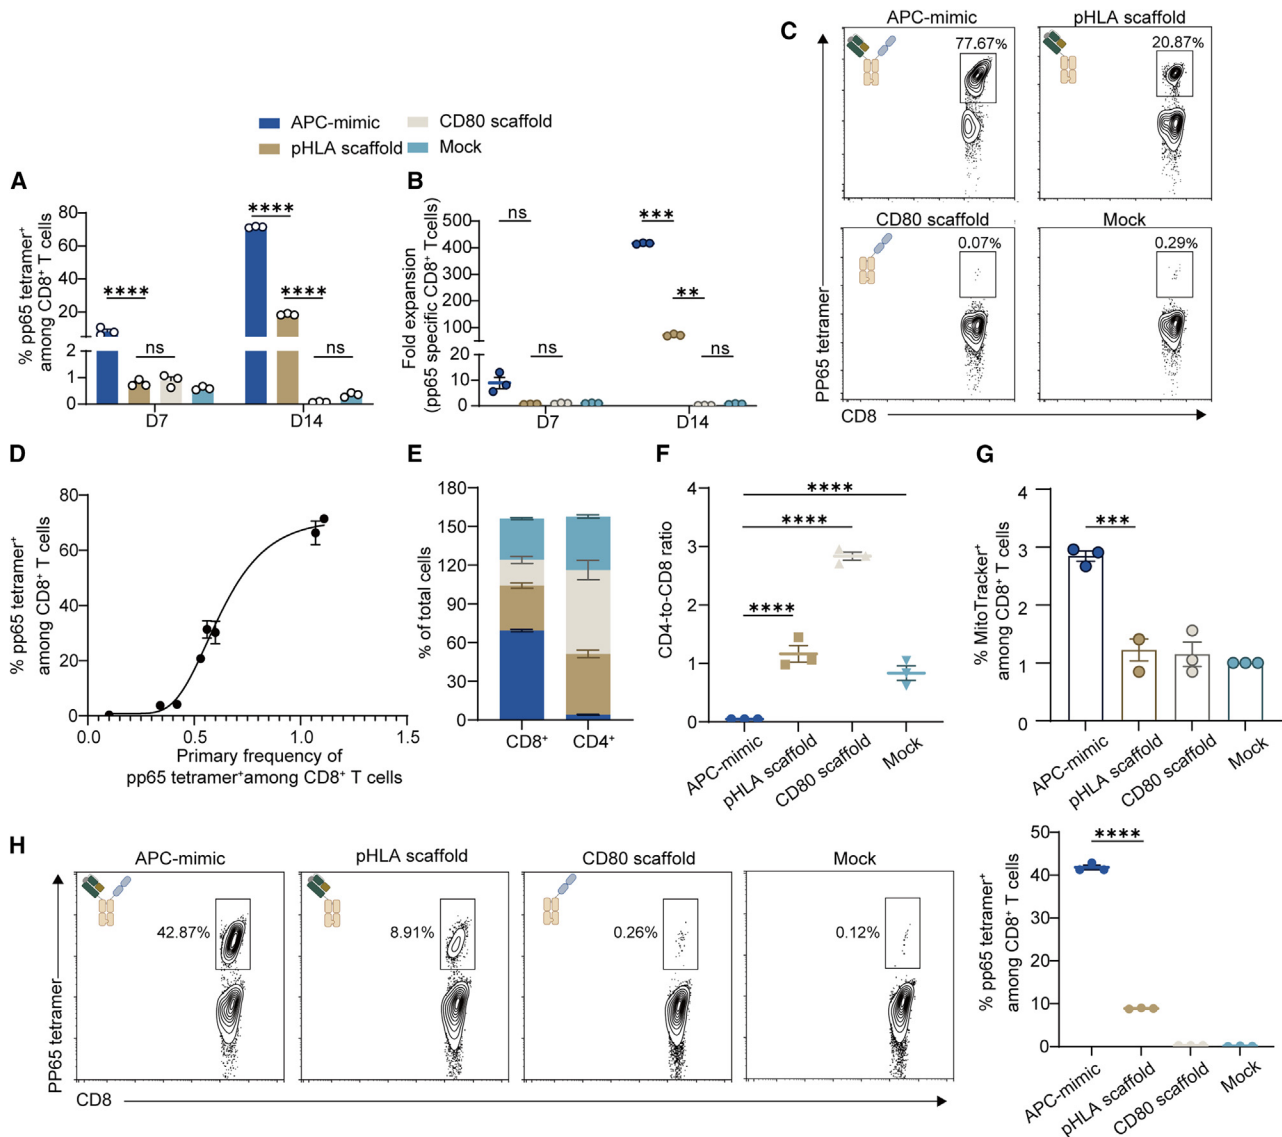 APC-mimic
pHLA scaffold
CD80 scaffold
Mock
A
% pp65 tetramer⁺
among CD8⁺ T cells
80
60
40
20
2
1
0
****
ns
****
****
ns
D7
D14
B
Fold expansion
(pp65 specific CD8⁺ Tcells)
500
400
300
200
100
20
10
0
ns
ns
***
**
ns
D7
D14
C
APC-mimic
77.67%
pHLA scaffold
20.87%
CD80 scaffold
0.07%
Mock
0.29%
PP65 tetramer
CD8
D
% pp65 tetramer⁺
among CD8⁺ T cells
80
60
40
20
0
0.0
0.5
1.0
1.5
Primary frequency of
pp65 tetramer⁺among CD8⁺ T cells
E
% of total cells
180
150
120
90
60
30
0
CD8⁺
CD4⁺
F
CD4-to-CD8 ratio
4
3
2
1
0
****
****
****
APC-mimic
pHLA scaffold
CD80 scaffold
Mock
G
% MitoTracker⁺
among CD8⁺ T cells
4
3
2
1
0
***
APC-mimic
pHLA scaffold
CD80 scaffold
Mock
H
APC-mimic
42.87%
pHLA scaffold
8.91%
CD80 scaffold
0.26%
Mock
0.12%
PP65 tetramer
CD8
% pp65 tetramer⁺
among CD8⁺ T cells
50
40
30
20
10
0
****
APC-mimic
pHLA scaffold
CD80 scaffold
Mock